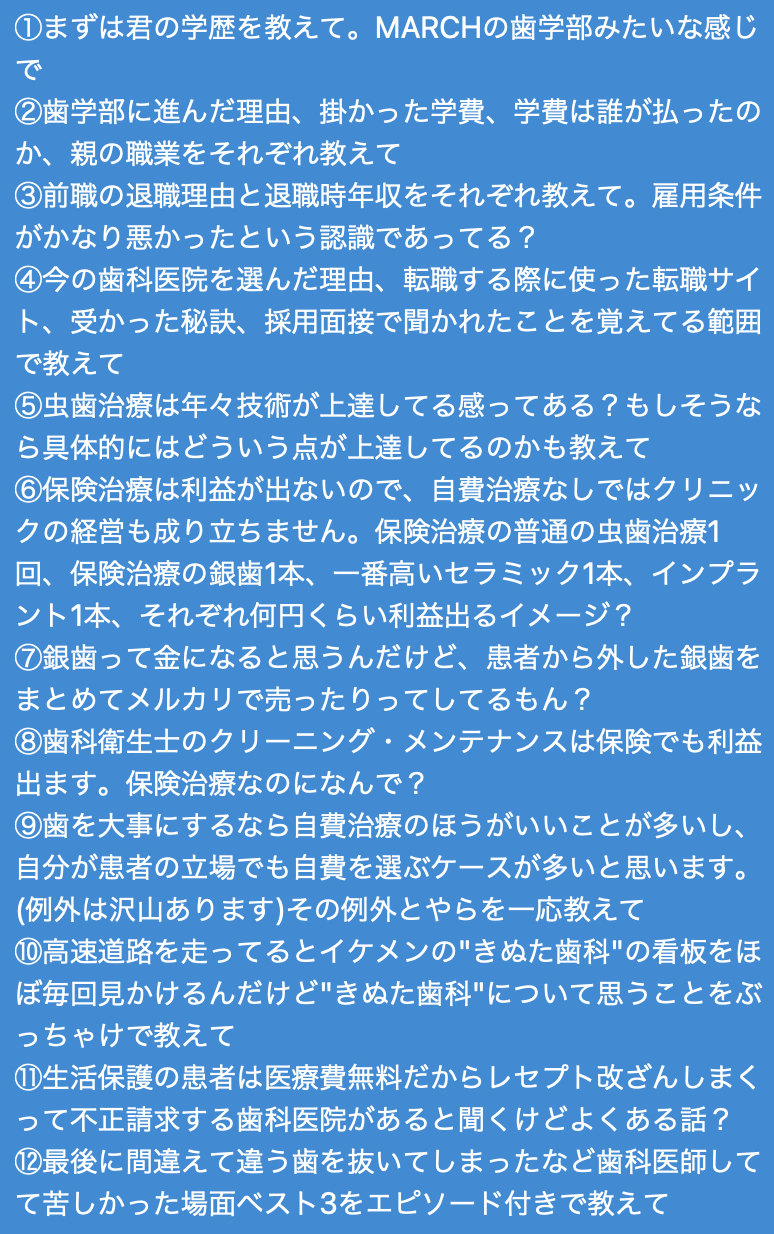 ①まずは君の学歴を教えて。MARCHの歯学部みたいな感じ
で
②歯学部に進んだ理由、掛かった学費、学費は誰が払ったの
か、親の職業をそれぞれ教えて
③前職の退職理由と退職時年収をそれぞれ教えて。雇用条件
がかなり悪かったという認識であってる？
④今の歯科医院を選んだ理由、転職する際に使った転職サイ
ト、受かった秘訣、採用面接で聞かれたことを覚えてる範囲
で教えて
⑤虫歯治療は年々技術が上達してる感ってある？もしそうな
ら具体的にはどういう点が上達してるのかも教えて
⑥保険治療は利益が出ないので、自費治療なしではクリニッ
クの経営も成り立ちません。保険治療の普通の虫歯治療1
回、保険治療の銀歯1本、一番高いセラミック1本、インプラ
ント1本、それぞれ何円くらい利益出るイメージ？
⑦銀歯って金になると思うんだけど、患者から外した銀歯を
まとめてメルカリで売ったりってしてるもん？
⑧歯科衛生士のクリーニング・メンテナンスは保険でも利益
出ます。保険治療なのになんで？
⑨歯を大事にするなら自費治療のほうがいいことが多いし、
自分が患者の立場でも自費を選ぶケースが多いと思います。
(例外は沢山あります)その例外とやらを一応教えて
⑩高速道路を走ってるとイケメンの"きぬた歯科"の看板をほ
ぼ毎回見かけるんだけど"きぬた歯科"について思うことをぶ
っちゃけで教えて
⑪生活保護の患者は医療費無料だからレセプト改ざんしまく
って不正請求する歯科医院があると聞くけどよくある話？
⑫最後に間違えて違う歯を抜いてしまったなど歯科医師して
て苦しかった場面ベスト3をエピソード付きで教えて